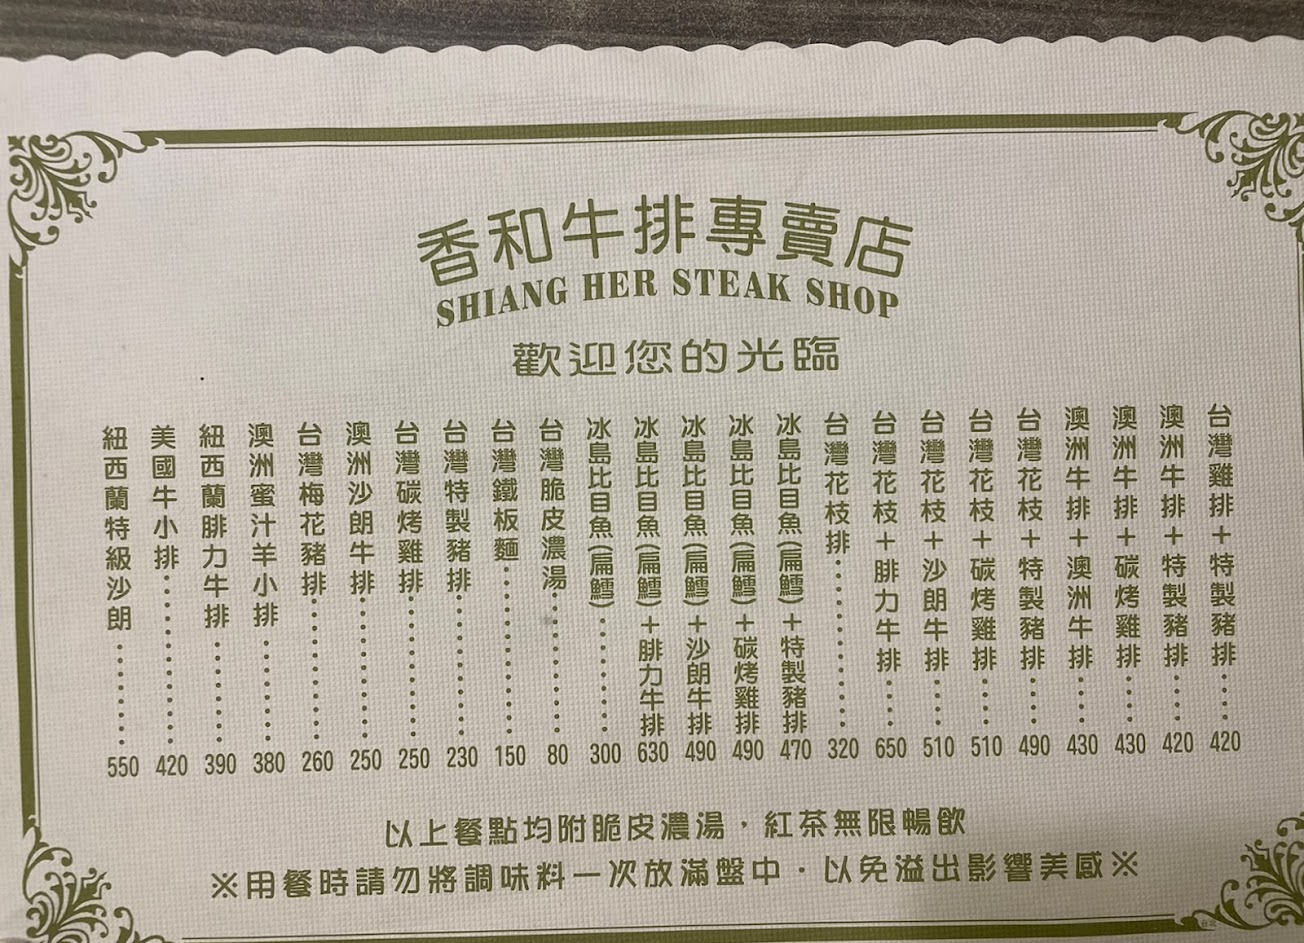 香和牛排專賣店
SHIANG HER STEAK SHOP
歡迎您的光臨
紐西蘭特級沙朗……550
美國牛小排……420
紐西蘭腓力牛排……390
澳洲蜜汁羊小排……380
台灣梅花豬排……260
澳洲沙朗牛排……250
台灣碳烤雞排……250
台灣特製豬排……230
台灣鐵板麵……150
台灣脆皮濃湯……80
冰島比目魚(扁鱈)……300
冰島比目魚(扁鱈)+腓力牛排 630
冰島比目魚(扁鱈)+沙朗牛排 490
冰島比目魚(扁鱈)+碳烤雞排 490
冰島比目魚(扁鱈)+特製豬排 470
台灣花枝排……320
台灣花枝+腓力牛排……650
台灣花枝+沙朗牛排……510
台灣花枝+碳烤雞排……510
台灣花枝+特製豬排……490
澳洲牛排+澳洲牛排……430
澳洲牛排+碳烤雞排……430
澳洲牛排+特製豬排……420
台灣雞排+特製豬排……420
以上餐點均附脆皮濃湯，紅茶無限暢飲
※用餐時請勿將調味料一次放滿盤中，以免溢出影響美感※